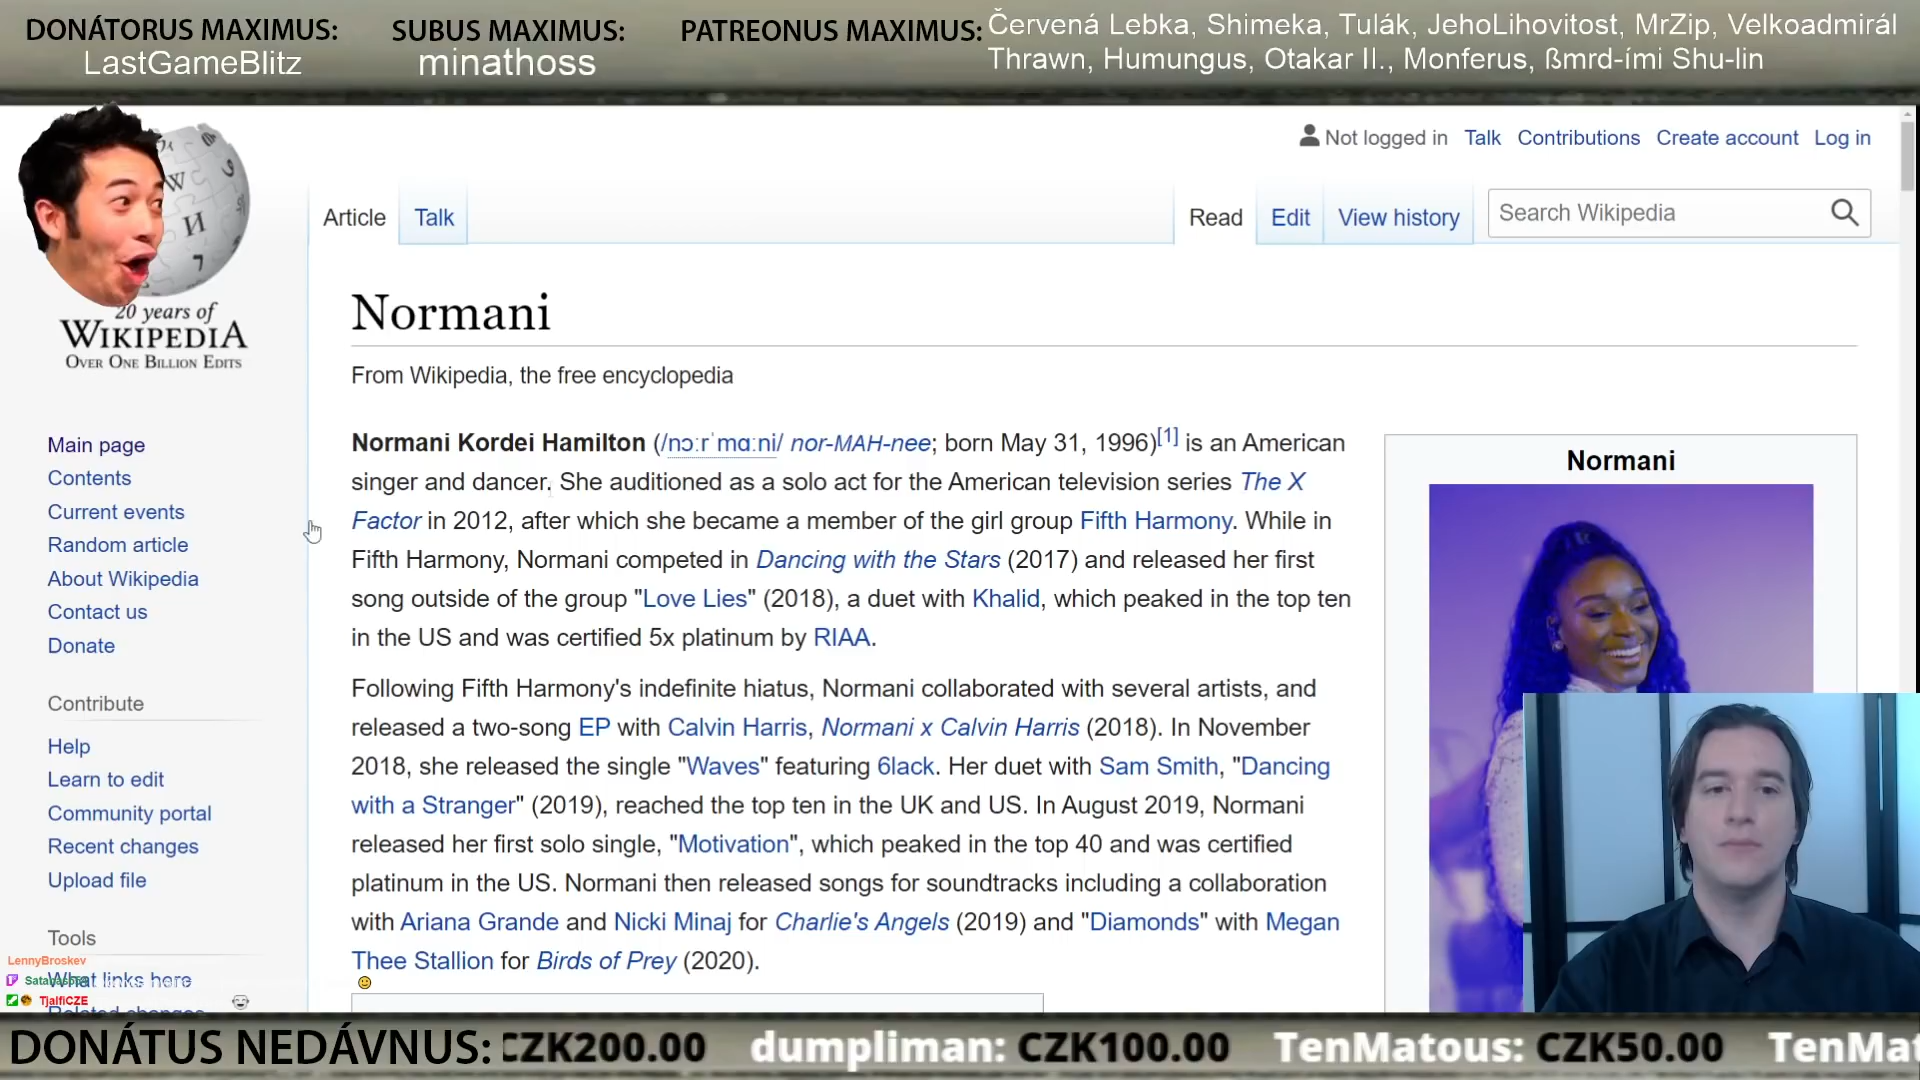 DONÁTORUS MAXIMUS:
LastGameBlitz
SUBUS MAXIMUS:
minathoss
PATREONUS MAXIMUS:
Červená Lebka, Shimeka, Tulák, JehoLihovitost, MrZip, Velkoadmirál
Thrawn, Humungus, Otakar II., Monferus, ßmrd-ími Shu-lin
Not logged in Talk Contributions Create account Log in
Article Talk Read Edit View history Search Wikipedia
20 years of
WIKIPEDIA
OVER ONE BILLION EDITS
Main page
Contents
Current events
Random article
About Wikipedia
Contact us
Donate
Contribute
Help
Learn to edit
Community portal
Recent changes
Upload file
Tools
What links here
Related changes
LennyBroskev
TjalfiCZE
Normani
From Wikipedia, the free encyclopedia
Normani Kordei Hamilton (/nɔːrˈmɑːni/ nor-MAH-nee; born May 31, 1996)[1] is an American
singer and dancer. She auditioned as a solo act for the American television series The X
Factor in 2012, after which she became a member of the girl group Fifth Harmony. While in
Fifth Harmony, Normani competed in Dancing with the Stars (2017) and released her first
song outside of the group "Love Lies" (2018), a duet with Khalid, which peaked in the top ten
in the US and was certified 5x platinum by RIAA.
Following Fifth Harmony's indefinite hiatus, Normani collaborated with several artists, and
released a two-song EP with Calvin Harris, Normani x Calvin Harris (2018). In November
2018, she released the single "Waves" featuring 6lack. Her duet with Sam Smith, "Dancing
with a Stranger" (2019), reached the top ten in the UK and US. In August 2019, Normani
released her first solo single, "Motivation", which peaked in the top 40 and was certified
platinum in the US. Normani then released songs for soundtracks including a collaboration
with Ariana Grande and Nicki Minaj for Charlie's Angels (2019) and "Diamonds" with Megan
Thee Stallion for Birds of Prey (2020).
Normani
DONÁTUS NEDÁVNUS: CZK200.00 dumpliman: CZK100.00 TenMatous: CZK50.00 TenMat